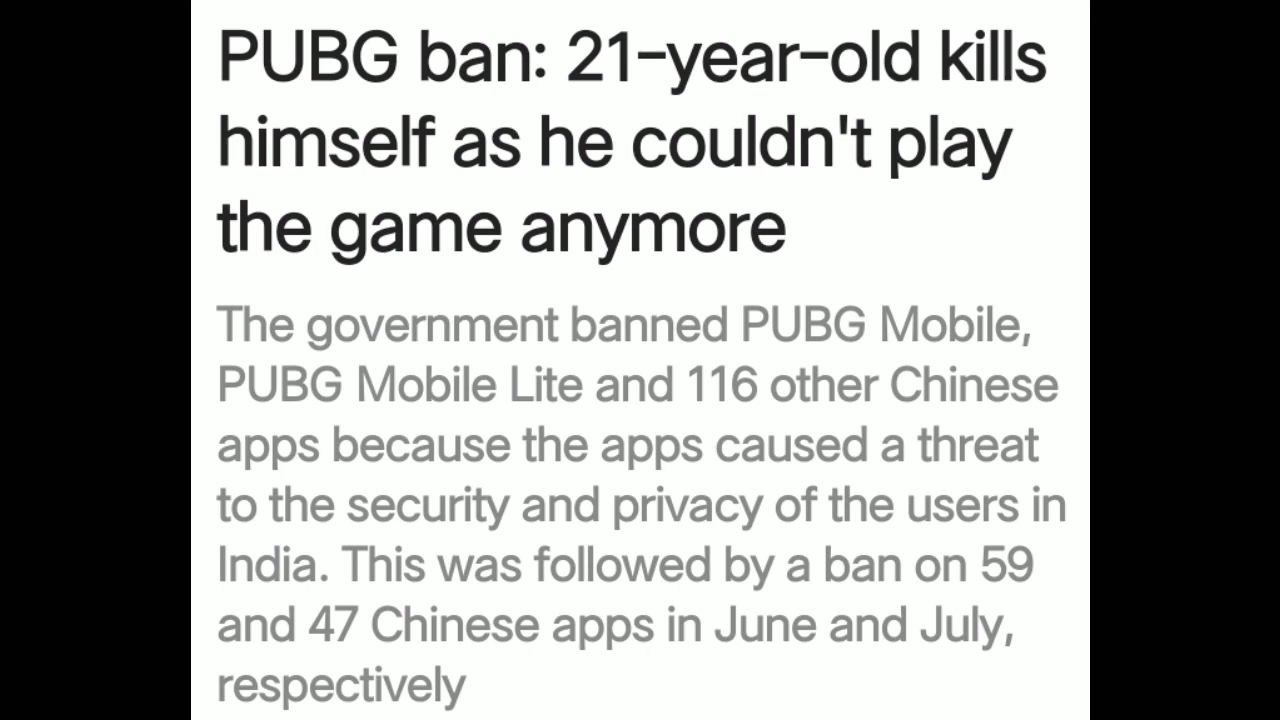 PUBG ban: 21-year-old kills
himself as he couldn't play
the game anymore
The government banned PUBG Mobile,
PUBG Mobile Lite and 116 other Chinese
apps because the apps caused a threat
to the security and privacy of the users in
India. This was followed by a ban on 59
and 47 Chinese apps in June and July,
respectively